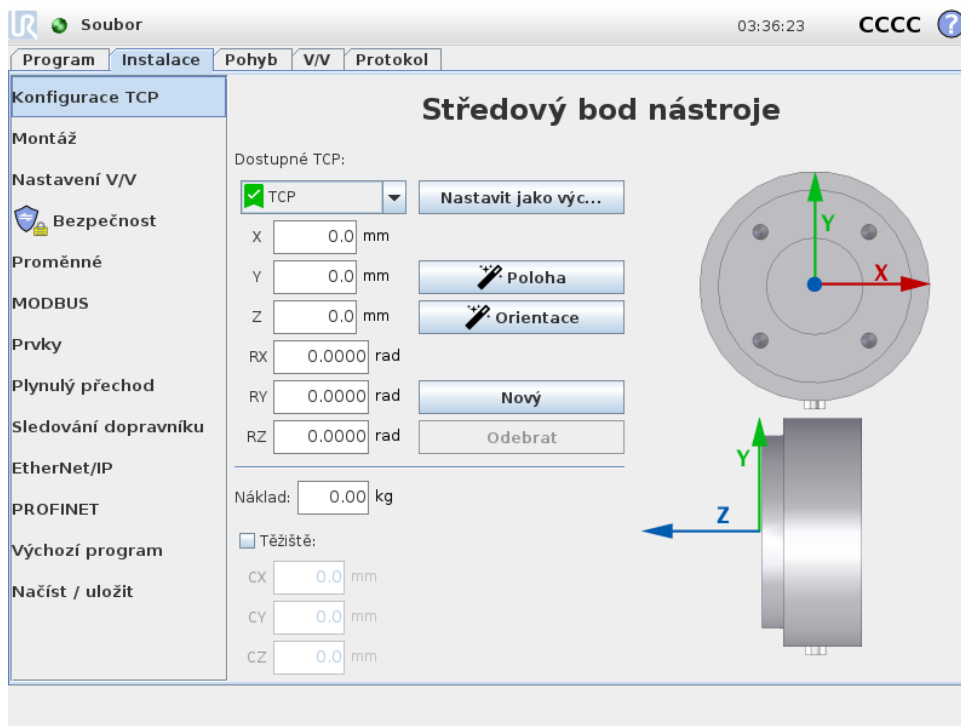 UR Soubor 03:36:23 CCCC ?
Program Instalace Pohyb V/V Protokol
Konfigurace TCP
Montáž
Nastavení V/V
Bezpečnost
Proměnné
MODBUS
Prvky
Plynulý přechod
Sledování dopravníku
EtherNet/IP
PROFINET
Výchozí program
Načíst / uložit
Středový bod nástroje
Dostupné TCP:
TCP Nastavit jako výc...
X 0.0 mm
Y 0.0 mm Poloha
Z 0.0 mm Orientace
RX 0.0000 rad
RY 0.0000 rad Nový
RZ 0.0000 rad Odebrat
Náklad: 0.00 kg
Těžiště:
CX 0.0 mm
CY 0.0 mm
CZ 0.0 mm
Y
X
Y
Z